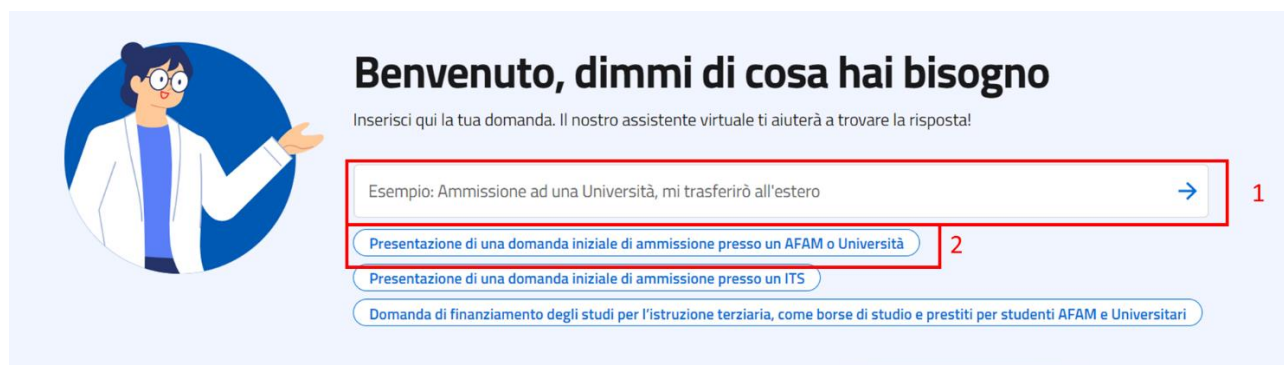 Benvenuto, dimmi di cosa hai bisogno
Inserisci qui la tua domanda. Il nostro assistente virtuale ti aiuterà a trovare la risposta!
Esempio: Ammissione ad una Università, mi trasferirò all'estero
1
Presentazione di una domanda iniziale di ammissione presso un AFAM o Università
2
Presentazione di una domanda iniziale di ammissione presso un ITS
Domanda di finanziamento degli studi per l'istruzione terziaria, come borse di studio e prestiti per studenti AFAM e Universitari